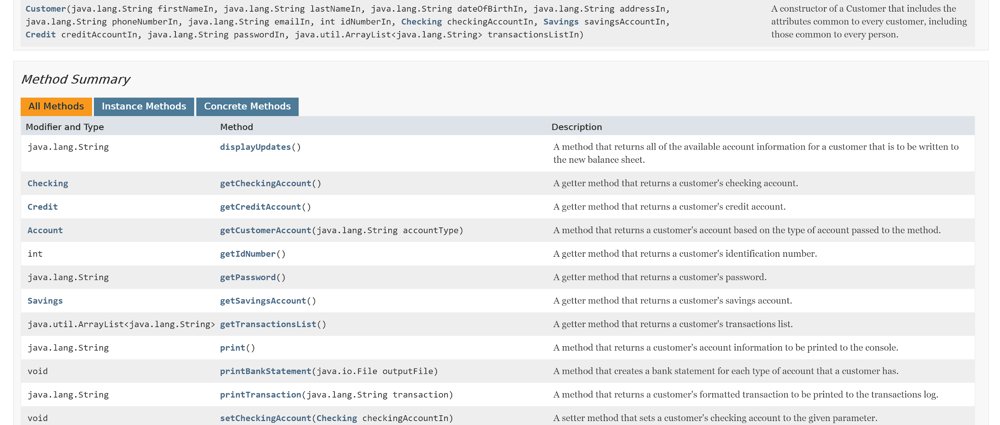 Customer(java.lang.String firstNameIn, java.lang.String lastNameIn, java.lang.String dateOfBirthIn, java.lang.String addressIn,
java.lang.String phoneNumberIn, java.lang.String emailIn, int idNumberIn, Checking checkingAccountIn, Savings savingsAccountIn,
Credit creditAccountIn, java.lang.String passwordIn, java.util.ArrayList<java.lang.String> transactionsListIn)
A constructor of a Customer that includes the
attributes common to every customer, including
those common to every person.
Method Summary
All Methods Instance Methods Concrete Methods
Modifier and Type Method Description
java.lang.String displayUpdates() A method that returns all of the available account information for a customer that is to be written to
the new balance sheet.
Checking getCheckingAccount() A getter method that returns a customer's checking account.
Credit getCreditAccount() A getter method that returns a customer's credit account.
Account getCustomerAccount(java.lang.String accountType) A method that returns a customer's account based on the type of account passed to the method.
int getIdNumber() A getter method that returns a customer's identification number.
java.lang.String getPassword() A getter method that returns a customer's password.
Savings getSavingsAccount() A getter method that returns a customer's savings account.
java.util.ArrayList<java.lang.String> getTransactionsList() A getter method that returns a customer's transactions list.
java.lang.String print() A method that returns a customer's account information to be printed to the console.
void printBankStatement(java.io.File outputFile) A method that creates a bank statement for each type of account that a customer has.
java.lang.String printTransaction(java.lang.String transaction) A method that returns a customer's formatted transaction to be printed to the transactions log.
void setCheckingAccount(Checking checkingAccountIn) A setter method that sets a customer's checking account to the given parameter.